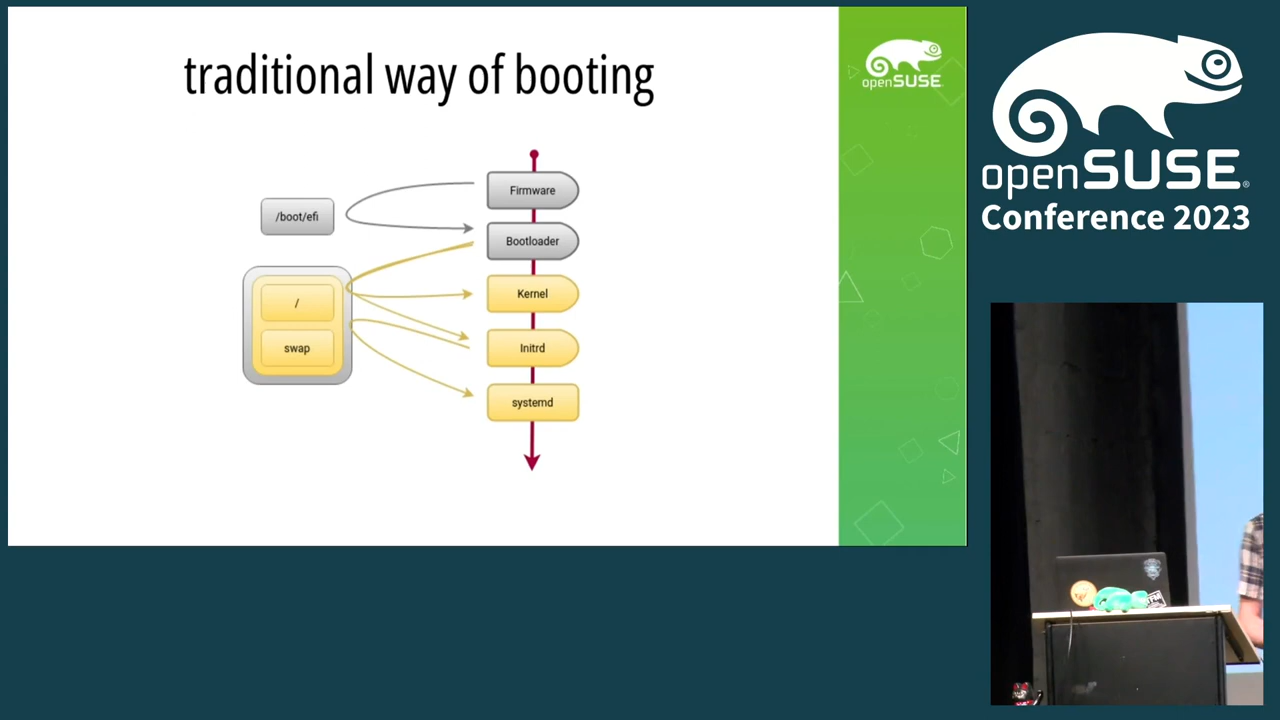 traditional way of booting
openSUSE
Firmware
/boot/efi
Bootloader
/
Kernel
swap
Initrd
systemd
openSUSE
Conference 2023